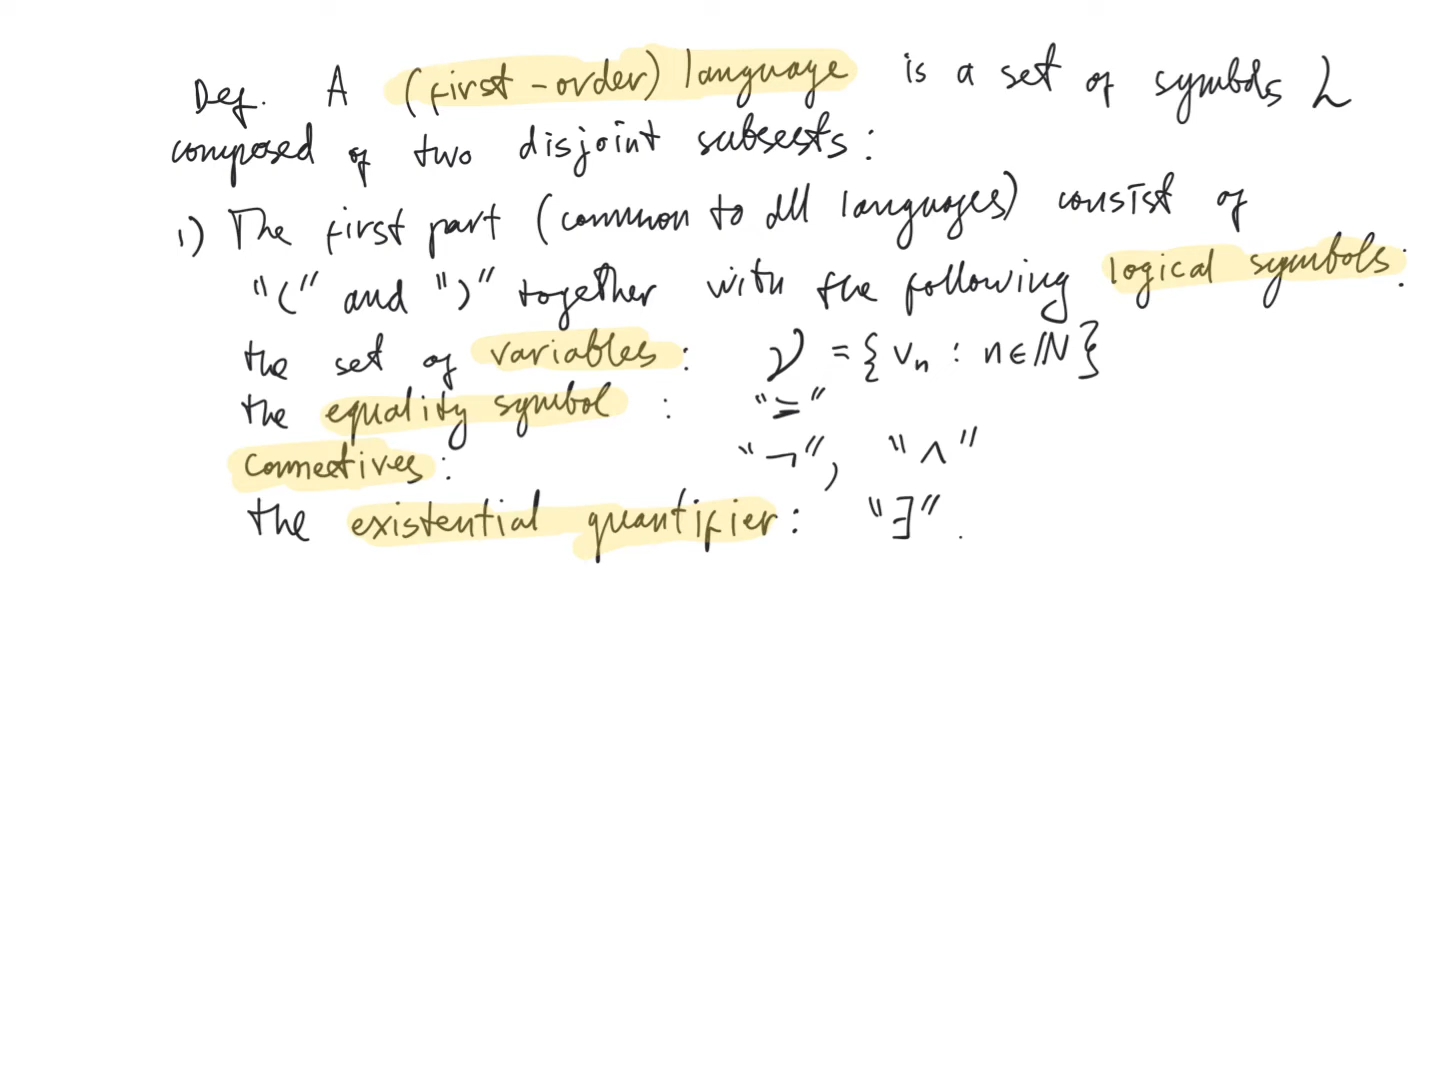 Def. A (first-order) language is a set of symbols L
composed of two disjoint subsests:
1) The first part (common to all languages) consist of
"(" and ")" together with the following logical symbols:
the set of variables: 𝒱 = { vₙ : n ∈ ℕ }
the equality symbol : "="
connectives: "¬", "∧"
the existential quantifier: "∃".